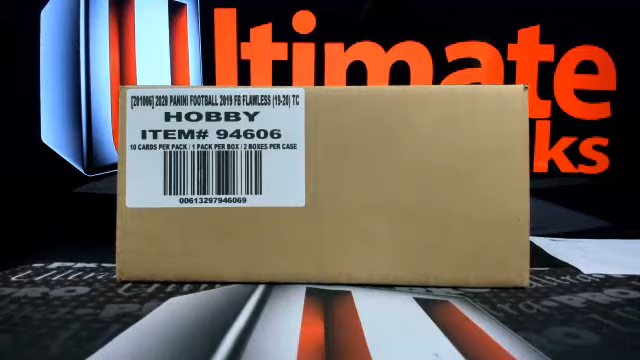 Ultimate
ks
[201006] 2020 PANINI FOOTBALL 2019 FB FLAWLESS (19-20) TC
HOBBY
ITEM# 94606
10 CARDS PER PACK / 1 PACK PER BOX / 2 BOXES PER CASE
00613297946069